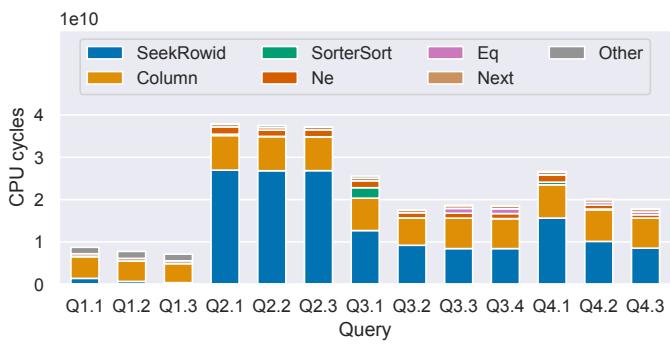 1e10
SeekRowid SorterSort Eq Other
Column Ne Next
CPU cycles
4
3
2
1
0
Q1.1 Q1.2 Q1.3 Q2.1 Q2.2 Q2.3 Q3.1 Q3.2 Q3.3 Q3.4 Q4.1 Q4.2 Q4.3
Query